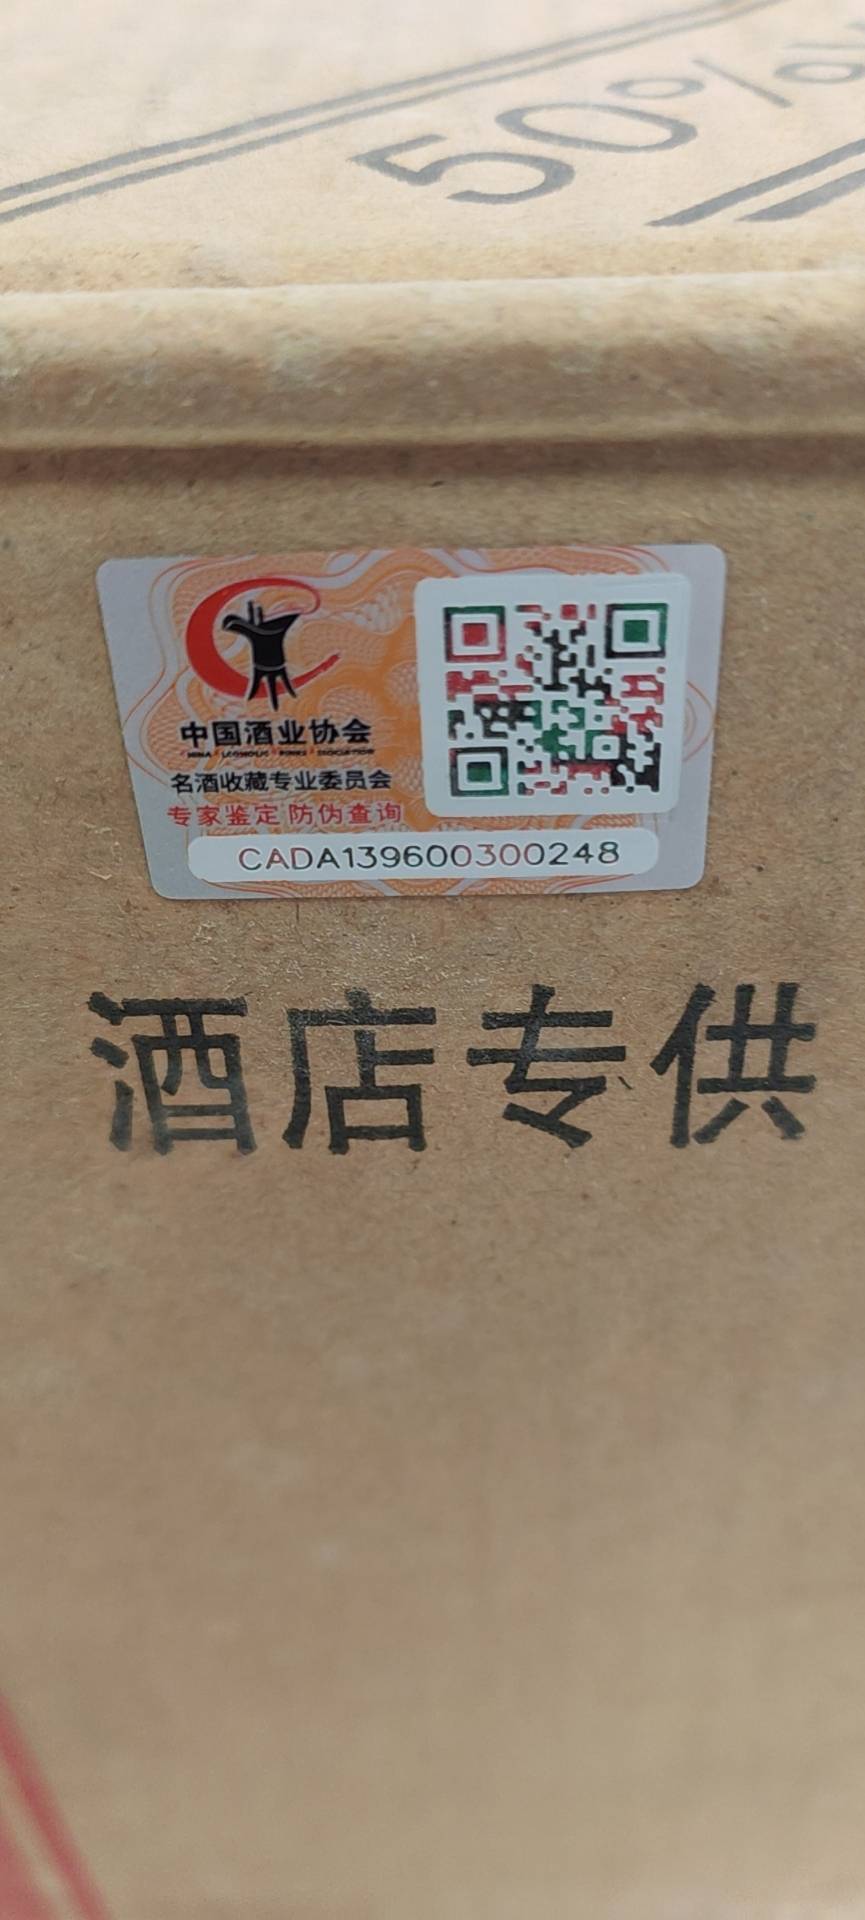 50%
中国酒业协会
名酒收藏专业委员会
专家鉴定 防伪查询
CADA139600300248
酒店专供